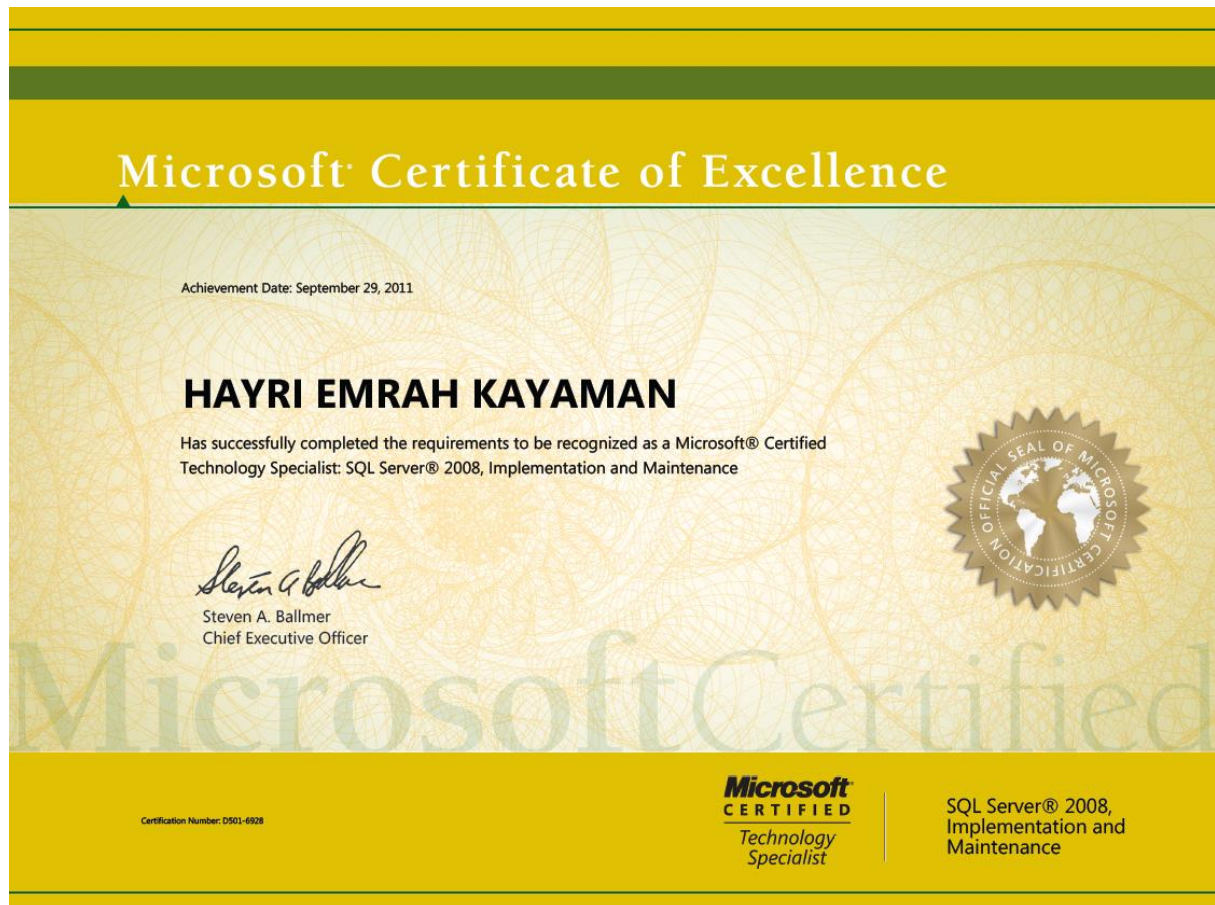 Microsoft® Certificate of Excellence
Achievement Date: September 29, 2011
HAYRI EMRAH KAYAMAN
Has successfully completed the requirements to be recognized as a Microsoft® Certified
Technology Specialist: SQL Server® 2008, Implementation and Maintenance
OFFICIAL SEAL OF MICROSOFT CERTIFICATION
Steven A Ballmer
Steven A. Ballmer
Chief Executive Officer
MicrosoftCertified
Certification Number: D501-6928
Microsoft®
CERTIFIED
Technology
Specialist
SQL Server® 2008,
Implementation and
Maintenance